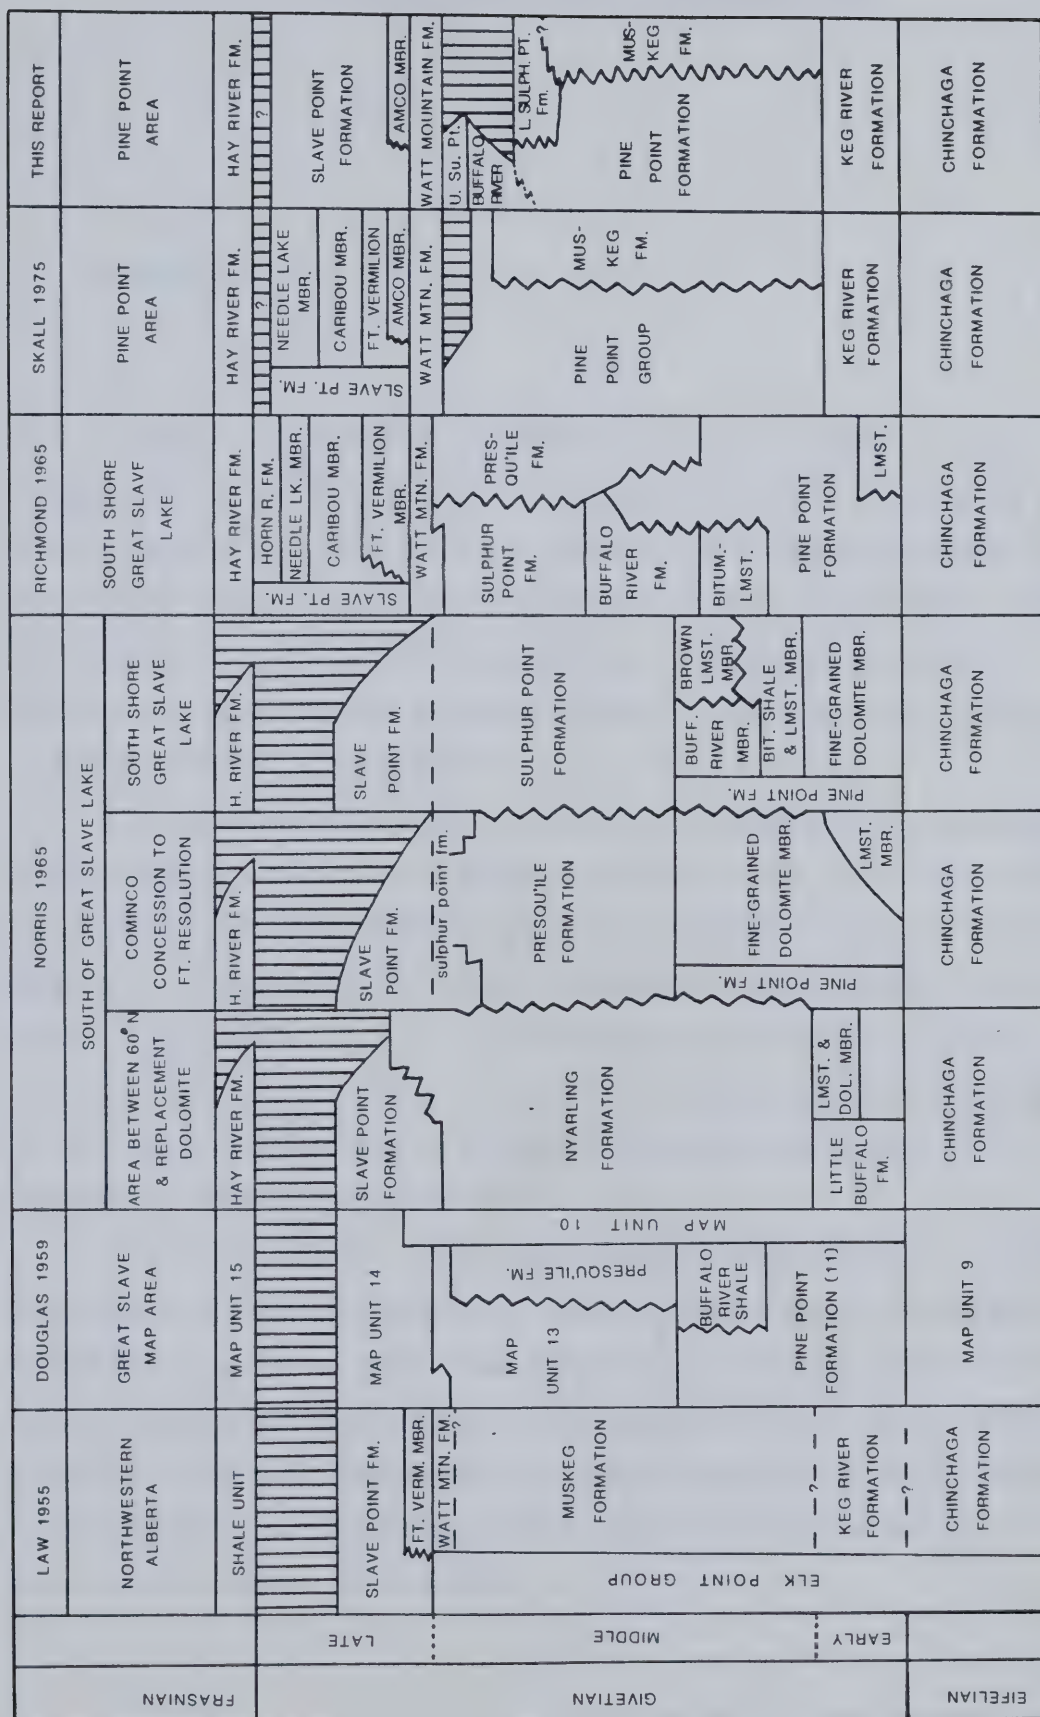 FRASNIAN
GIVETIAN
EIFELIAN
LATE
MIDDLE
EARLY
LAW 1955
NORTHWESTERN
ALBERTA
SHALE UNIT
SLAVE POINT FM.
FT. VERM. MBR.
WATT MTN. FM.
?
MUSKEG
FORMATION
?
KEG RIVER
FORMATION
?
CHINCHAGA
FORMATION
ELK POINT GROUP
DOUGLAS 1959
GREAT SLAVE
MAP AREA
MAP UNIT 15
MAP UNIT 14
MAP
UNIT 13
PRESQU'ILE FM.
MAP UNIT 10
BUFFALO
RIVER
SHALE
PINE POINT
FORMATION (11)
MAP UNIT 9
NORRIS 1965
SOUTH OF GREAT SLAVE LAKE
AREA BETWEEN 60°N
& REPLACEMENT
DOLOMITE
HAY RIVER FM.
SLAVE POINT
FORMATION
NYARLING
FORMATION
LMST. &
DOL. MBR.
LITTLE
BUFFALO
FM.
CHINCHAGA
FORMATION
COMINCO
CONCESSION TO
FT. RESOLUTION
H. RIVER FM.
SLAVE
POINT FM.
sulphur point fm.
PRESQU'ILE
FORMATION
FINE-GRAINED
DOLOMITE MBR.
LMST.
MBR.
PINE POINT FM.
CHINCHAGA
FORMATION
SOUTH SHORE
GREAT SLAVE
LAKE
H. RIVER FM.
SLAVE
POINT FM.
SULPHUR POINT
FORMATION
BUFF.
RIVER
MBR.
BROWN
LMST.
MBR.
BIT. SHALE
& LMST. MBR.
FINE-GRAINED
DOLOMITE MBR.
PINE POINT FM.
CHINCHAGA
FORMATION
RICHMOND 1965
SOUTH SHORE
GREAT SLAVE
LAKE
HAY RIVER FM.
HORN R. FM.
NEEDLE LK. MBR.
CARIBOU MBR.
FT. VERMILION
MBR.
SLAVE PT. FM.
WATT MTN. FM.
SULPHUR
POINT
FM.
PRES-
QU'ILE
FM.
BUFFALO
RIVER
FM.
BITUM.-
LMST.
PINE POINT
FORMATION
LMST.
CHINCHAGA
FORMATION
SKALL 1975
PINE POINT
AREA
HAY RIVER FM.
?
NEEDLE LAKE
MBR.
CARIBOU MBR.
FT. VERMILION
AMCO MBR.
SLAVE PT. FM.
WATT MTN. FM.
PINE
POINT
GROUP
MUS-
KEG
FM.
KEG RIVER
FORMATION
CHINCHAGA
FORMATION
THIS REPORT
PINE POINT
AREA
HAY RIVER FM.
?
SLAVE POINT
FORMATION
AMCO MBR.
WATT MOUNTAIN FM.
U. Su. Pt.
BUFFALO
RIVER
L. SULPH. PT.
Fm.
?
MUS-
KEG
FM.
PINE
POINT
FORMATION
KEG RIVER
FORMATION
CHINCHAGA
FORMATION